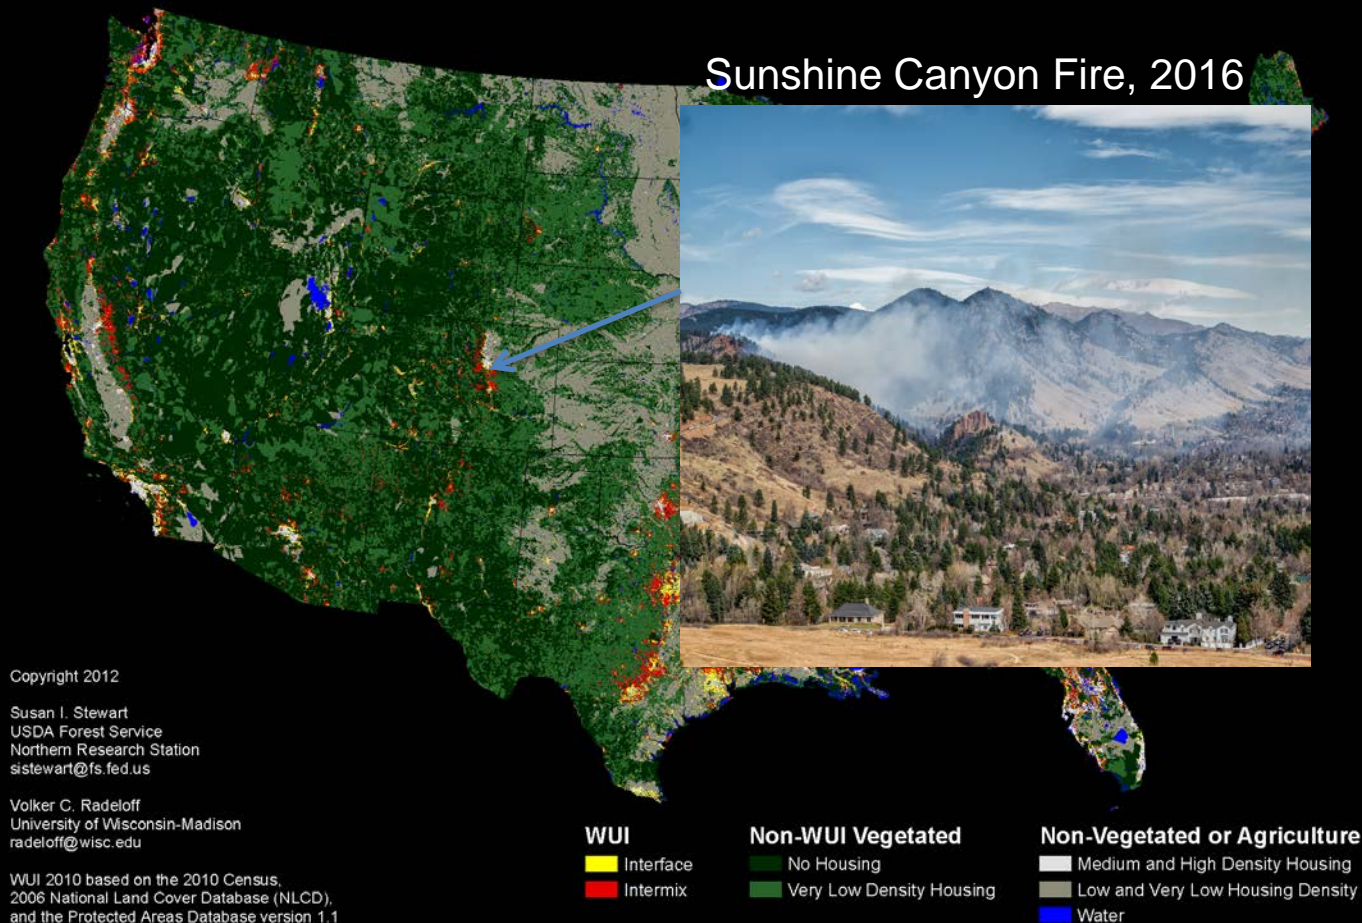 Sunshine Canyon Fire, 2016
Copyright 2012
Susan I. Stewart
USDA Forest Service
Northern Research Station
sistewart@fs.fed.us
Volker C. Radeloff
University of Wisconsin-Madison
radeloff@wisc.edu
WUI 2010 based on the 2010 Census,
2006 National Land Cover Database (NLCD),
and the Protected Areas Database version 1.1
WUI
Interface
Intermix
Non-WUI Vegetated
No Housing
Very Low Density Housing
Non-Vegetated or Agriculture
Medium and High Density Housing
Low and Very Low Housing Density
Water